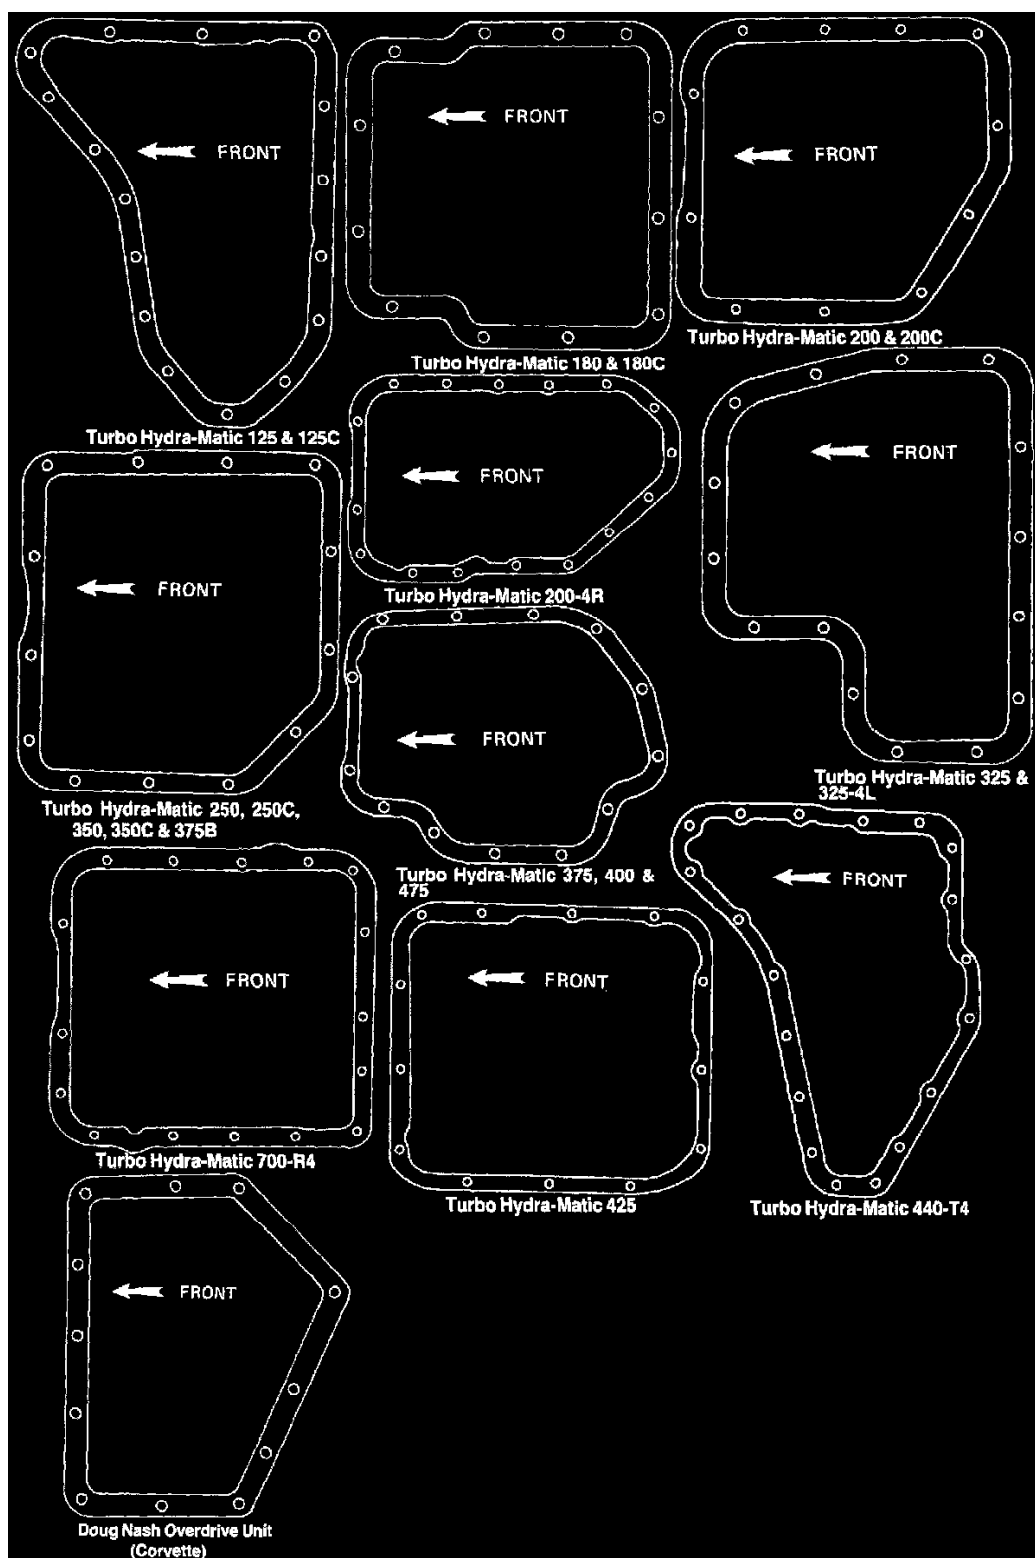 FRONT
FRONT
FRONT
Turbo Hydra-Matic 200 & 200C
Turbo Hydra-Matic 180 & 180C
Turbo Hydra-Matic 125 & 125C
FRONT
FRONT
FRONT
Turbo Hydra-Matic 200-4R
FRONT
Turbo Hydra-Matic 325 &
325-4L
Turbo Hydra-Matic 250, 250C,
350, 350C & 375B
Turbo Hydra-Matic 375, 400 &
475
FRONT
FRONT
FRONT
Turbo Hydra-Matic 700-R4
Turbo Hydra-Matic 425
Turbo Hydra-Matic 440-T4
FRONT
Doug Nash Overdrive Unit
(Corvette)